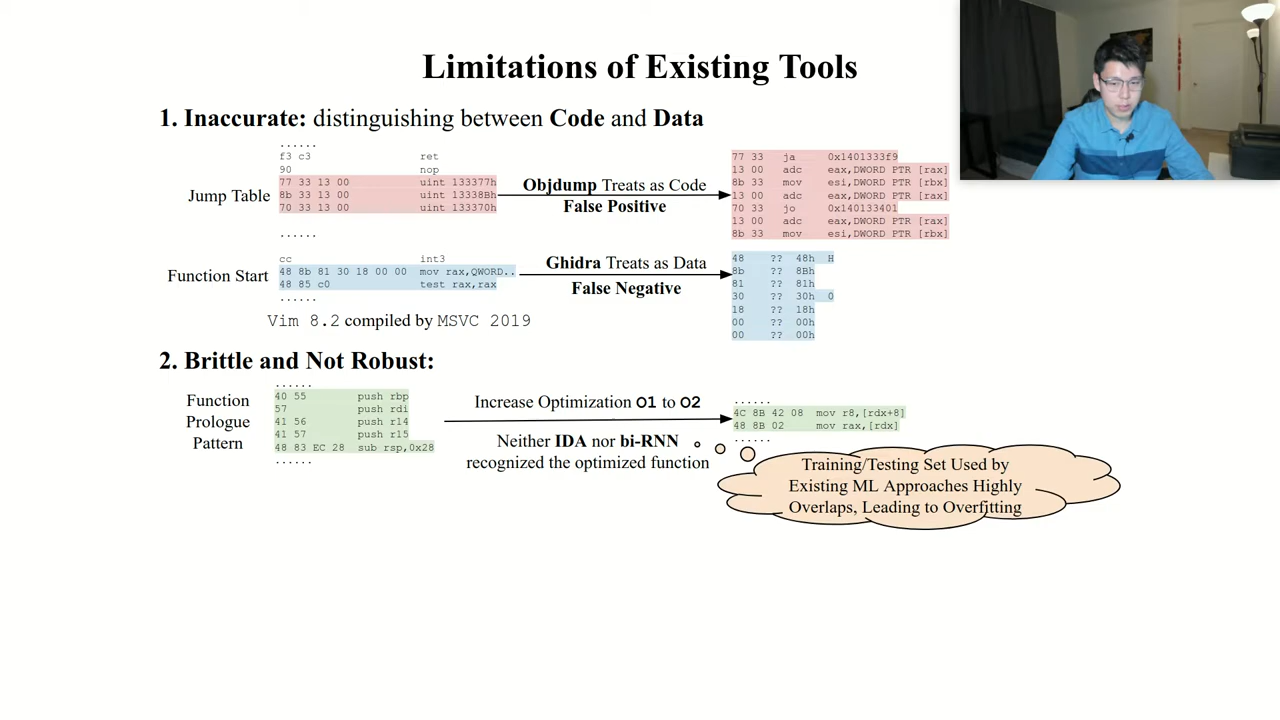 Limitations of Existing Tools
1. Inaccurate: distinguishing between Code and Data
......
f3 c3 ret
90 nop
77 33 13 00 uint 133377h
8b 33 13 00 uint 13338Bh
70 33 13 00 uint 133370h
......
Jump Table
Objdump Treats as Code
False Positive
77 33 ja 0x1401333f9
13 00 adc eax,DWORD PTR [rax]
8b 33 mov esi,DWORD PTR [rbx]
13 00 adc eax,DWORD PTR [rax]
70 33 jo 0x140133401
13 00 adc eax,DWORD PTR [rax]
8b 33 mov esi,DWORD PTR [rbx]
cc int3
48 8b 81 30 18 00 00 mov rax,QWORD..
48 85 c0 test rax,rax
......
Function Start
Ghidra Treats as Data
False Negative
48 ?? 48h H
8b ?? 8Bh
81 ?? 81h
30 ?? 30h 0
18 ?? 18h
00 ?? 00h
00 ?? 00h
Vim 8.2 compiled by MSVC 2019
2. Brittle and Not Robust:
Function
Prologue
Pattern
......
40 55 push rbp
57 push rdi
41 56 push r14
41 57 push r15
48 83 EC 28 sub rsp,0x28
......
Increase Optimization O1 to O2
Neither IDA nor bi-RNN
recognized the optimized function
......
4C 8B 42 08 mov r8,[rdx+8]
48 8B 02 mov rax,[rdx]
......
Training/Testing Set Used by
Existing ML Approaches Highly
Overlaps, Leading to Overfitting